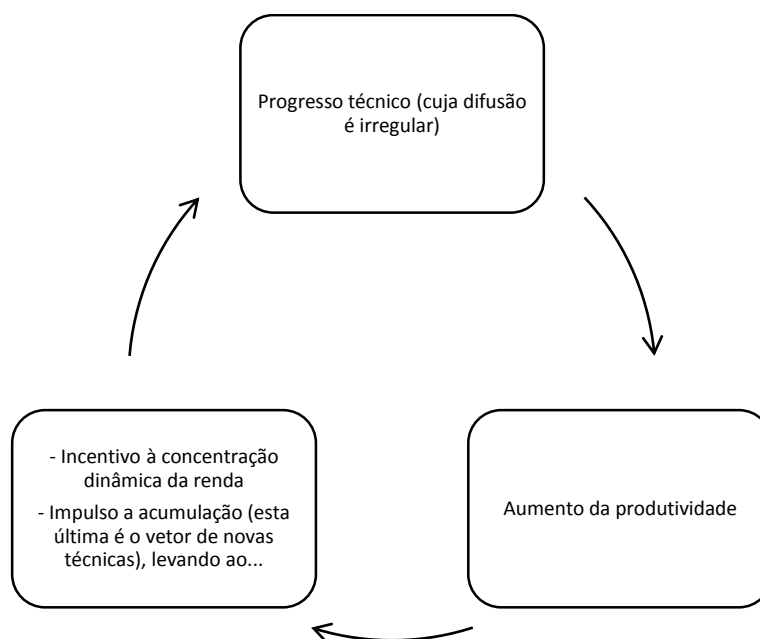 Progresso técnico (cuja difusão
é irregular)
Aumento da produtividade
- Incentivo à concentração
dinâmica da renda
- Impulso a acumulação (esta
última é o vetor de novas
técnicas), levando ao...